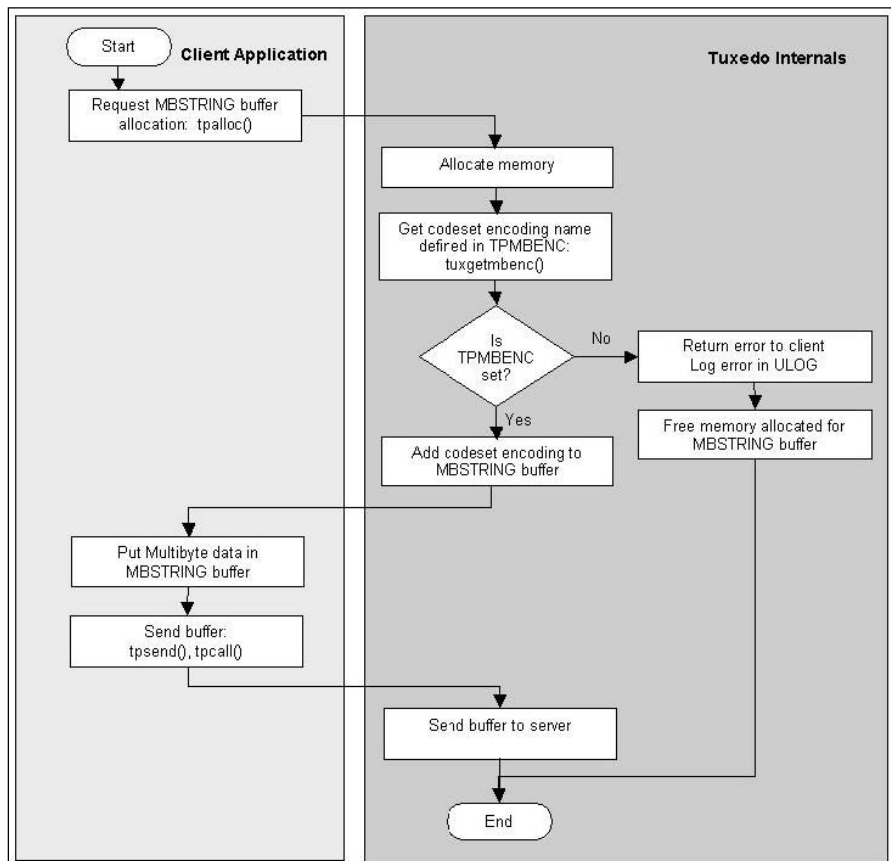 Start
Client Application
Tuxedo Internals
Request MBSTRING buffer
allocation: tpalloc()
Allocate memory
Get codeset encoding name
defined in TPMBENC:
tuxgetmbenc()
Is
TPMBENC
set?
No
Return error to client
Log error in ULOG
Yes
Free memory allocated for
MBSTRING buffer
Add codeset encoding to
MBSTRING buffer
Put Multibyte data in
MBSTRING buffer
Send buffer:
tpsend(), tpcall()
Send buffer to server
End